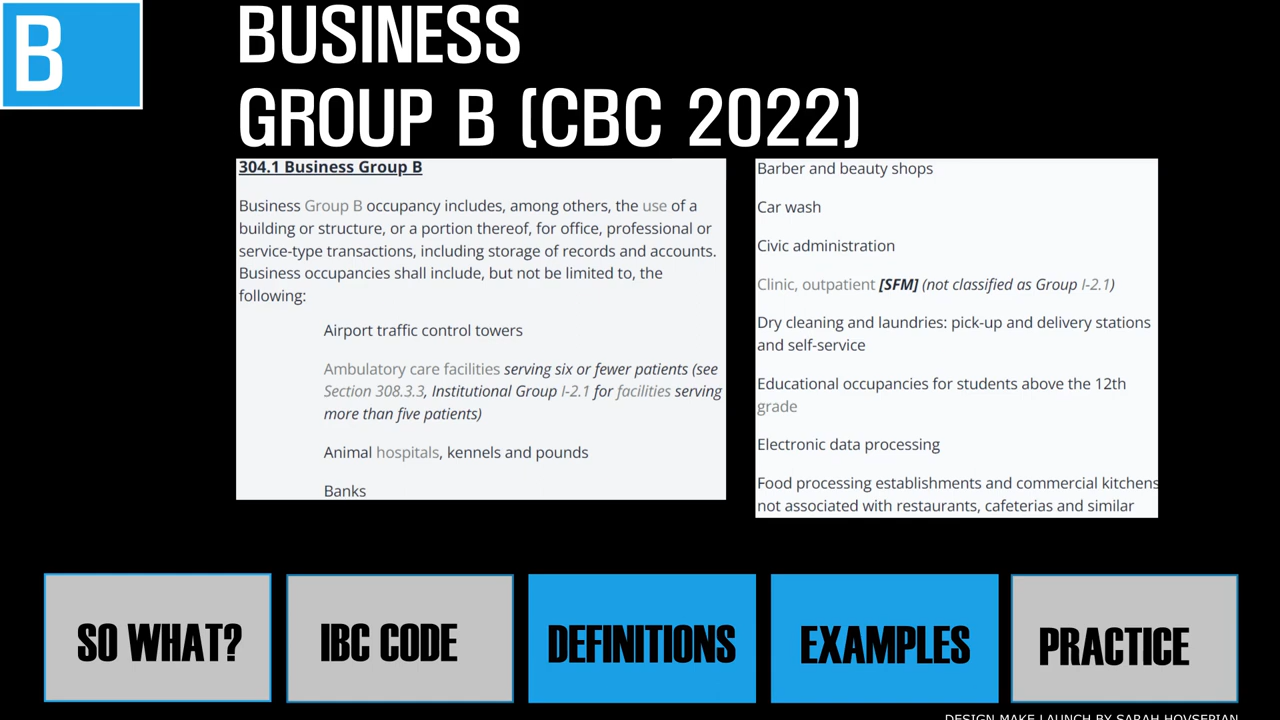 B
BUSINESS
GROUP B (CBC 2022)
304.1 Business Group B
Business Group B occupancy includes, among others, the use of a
building or structure, or a portion thereof, for office, professional or
service-type transactions, including storage of records and accounts.
Business occupancies shall include, but not be limited to, the
following:
Airport traffic control towers
Ambulatory care facilities serving six or fewer patients (see
Section 308.3.3, Institutional Group I-2.1 for facilities serving
more than five patients)
Animal hospitals, kennels and pounds
Banks
Barber and beauty shops
Car wash
Civic administration
Clinic, outpatient [SFM] (not classified as Group I-2.1)
Dry cleaning and laundries: pick-up and delivery stations
and self-service
Educational occupancies for students above the 12th
grade
Electronic data processing
Food processing establishments and commercial kitchens
not associated with restaurants, cafeterias and similar
SO WHAT?
IBC CODE
DEFINITIONS
EXAMPLES
PRACTICE
DESIGN MAKE LAUNCH BY SARAH HOVSEPIAN